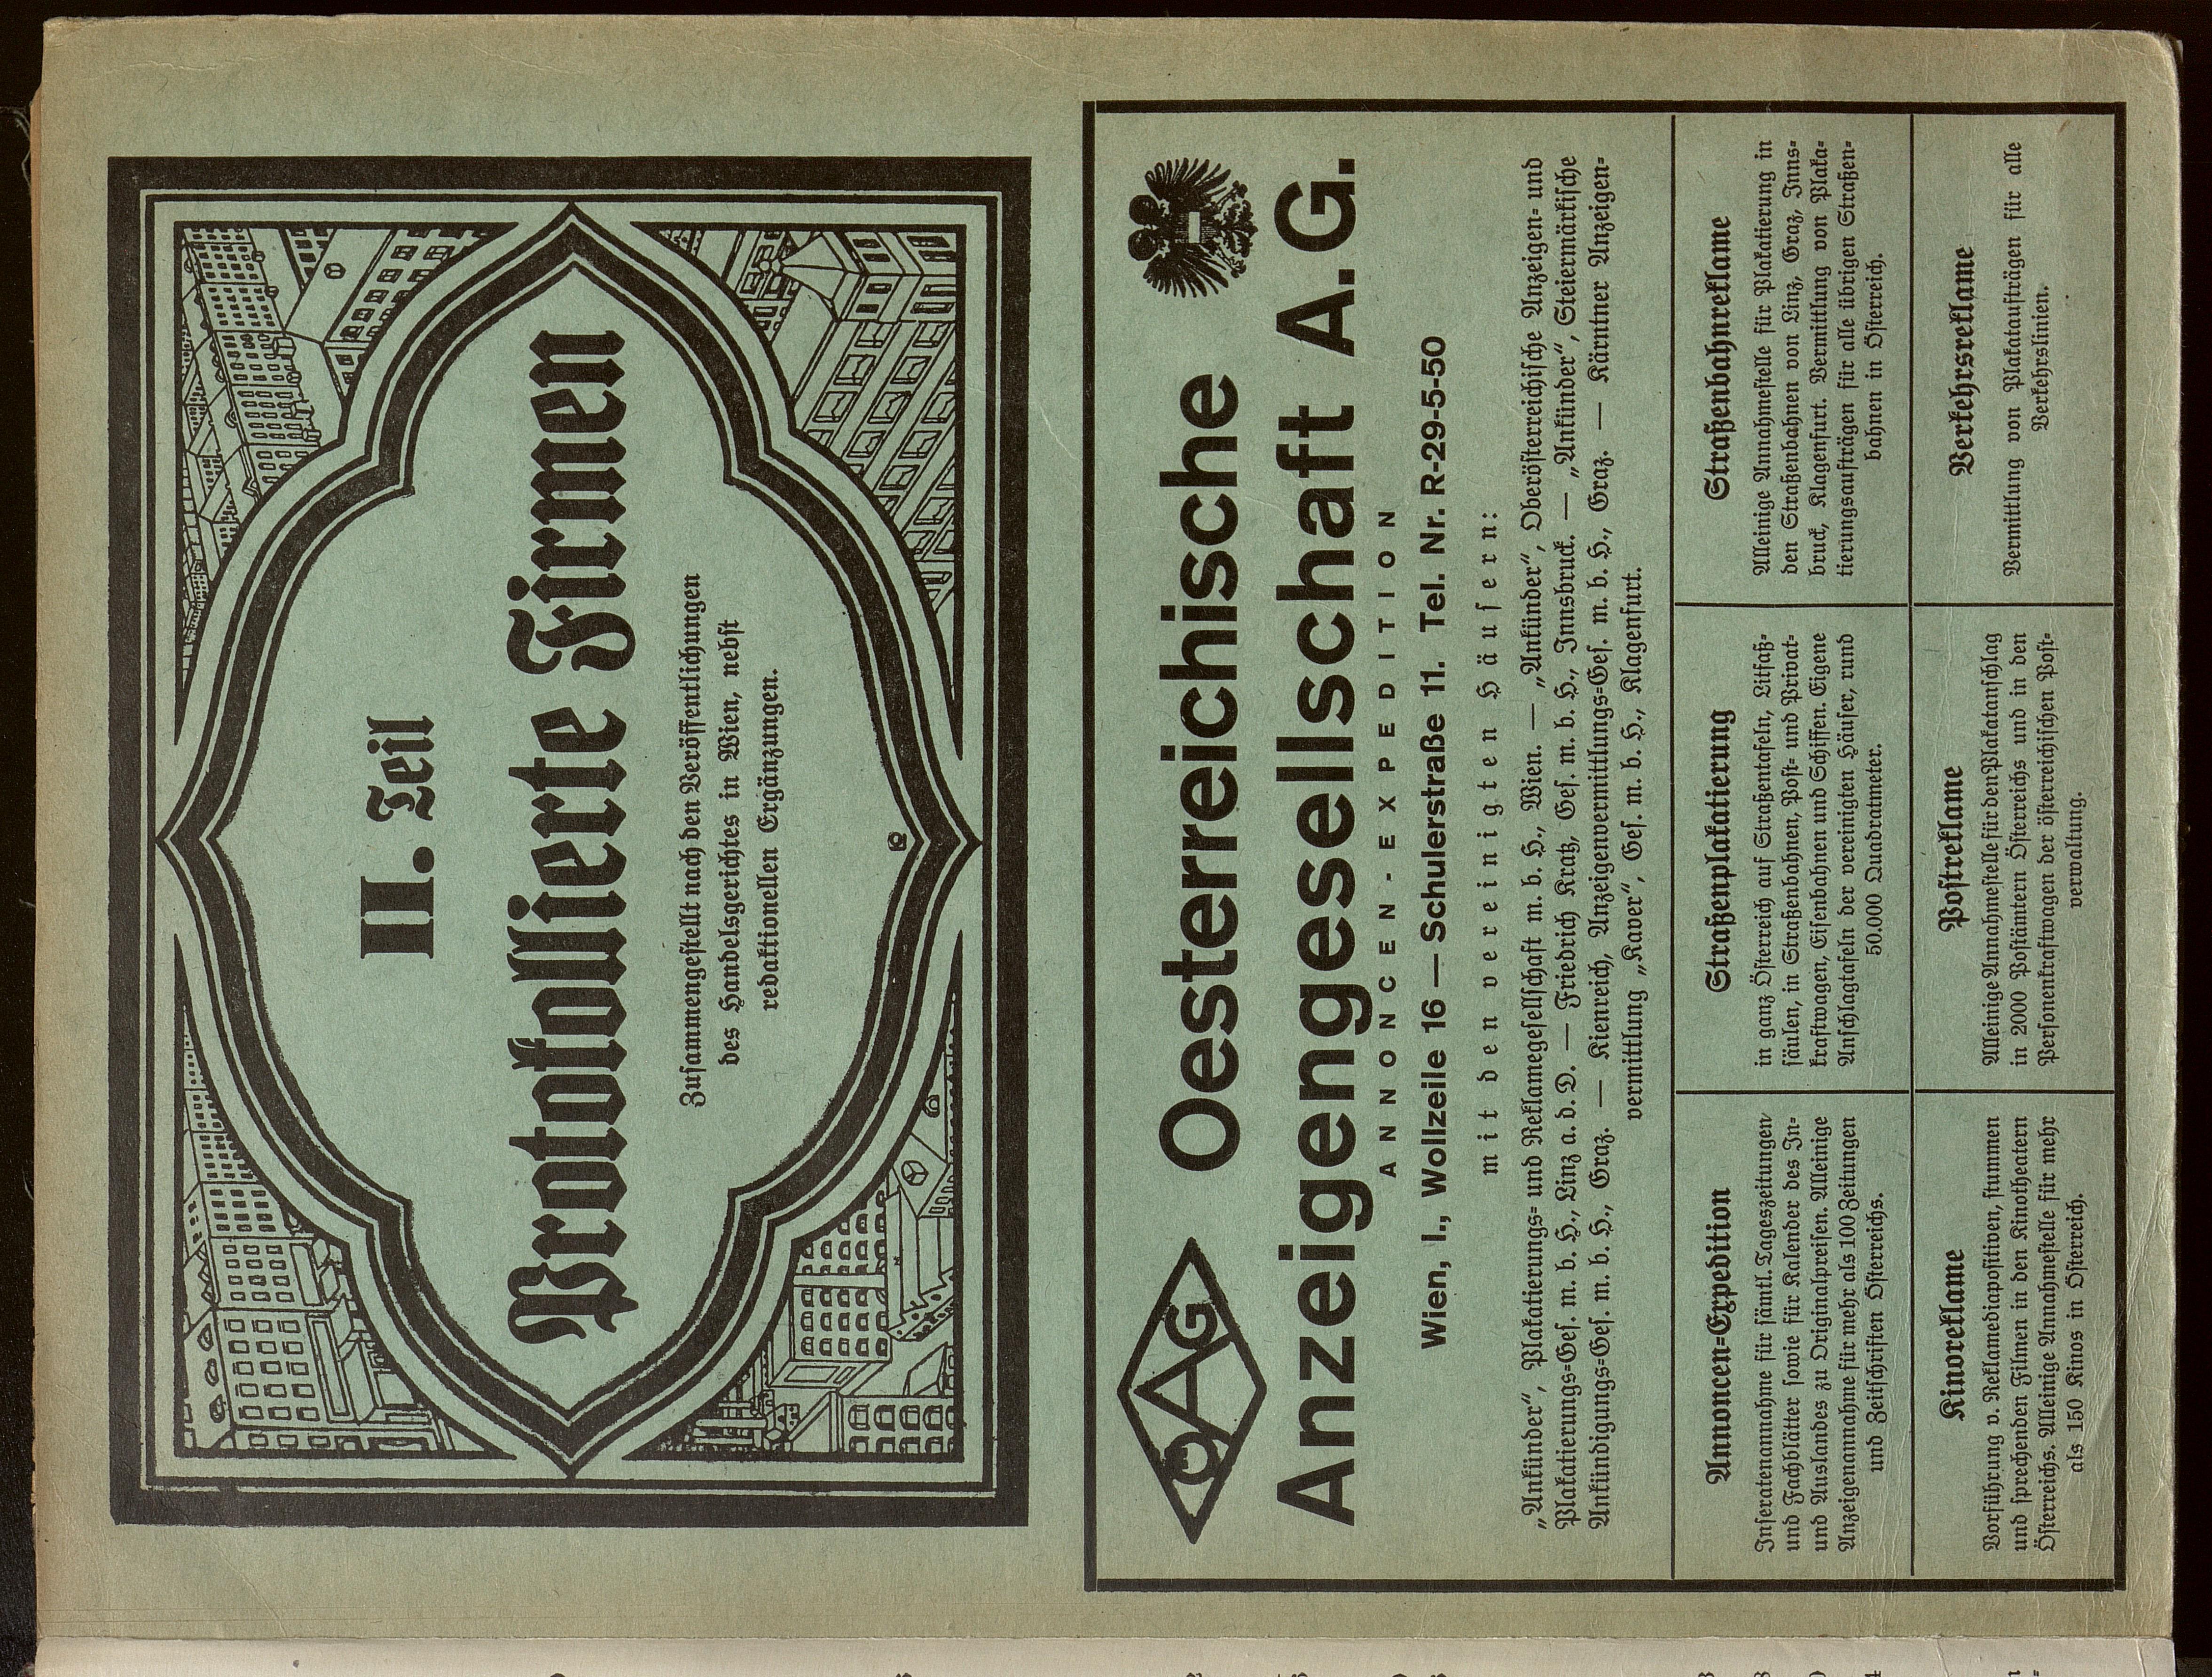 II. Teil
Protokollierte Firmen
Zusammengestellt nach den Veröffentlichungen
des Handelsgerichtes in Wien, nebst
redaktionellen Ergänzungen.
ÖAG
Oesterreichische
Anzeigengesellschaft A.G.
ANNONCEN-EXPEDITION
Wien, I., Wollzeile 16 — Schulerstraße 11. Tel. Nr. R-29-5-50
mit den vereinigten Häusern:
„Ankünder“, Plakatierungs- und Reklamegesellschaft m. b. H., Wien. — „Ankünder“, Oberösterreichische Anzeigen- und
Plakatierungs-Ges. m. b. H., Linz a. d. D. — Friedrich Kratz, Ges. m. b. H., Innsbruck. — „Ankünder“, Steiermärkische
Ankündigungs-Ges. m. b. H., Graz. — Kienreich, Anzeigenvermittlungs-Ges. m. b. H., Graz. — Kärntner Anzeigen-
vermittlung „Kaver“, Ges. m. b. H., Klagenfurt.
Annoncen-Expedition
Inseratenannahme für sämtl. Tageszeitungen
und Fachblätter sowie für Kalender des In-
und Auslandes zu Originalpreisen. Alleinige
Anzeigenannahme für mehr als 100 Zeitungen
und Zeitschriften Österreichs.
Straßenplakatierung
in ganz Österreich auf Straßentafeln, Litfaß-
säulen, in Straßenbahnen, Post- und Privat-
kraftwagen, Eisenbahnen und Schiffen. Eigene
Anschlagtafeln der vereinigten Häuser, rund
50.000 Quadratmeter.
Straßenbahnreklame
Alleinige Annahmestelle für Plakatierung in
den Straßenbahnen von Linz, Graz, Inns-
bruck, Klagenfurt. Vermittlung von Plaka-
tierungsaufträgen für alle übrigen Straßen-
bahnen in Österreich.
Kinoreklame
Vorführung v. Reklamediapositiven, stummen
und sprechenden Filmen in den Kinotheatern
Österreichs. Alleinige Annahmestelle für mehr
als 150 Kinos in Österreich.
Postreklame
Alleinige Annahmestelle für den Plakatanschlag
in 2000 Postämtern Österreichs und in den
Personenkraftwagen der österreichischen Post-
verwaltung.
Verkehrsreklame
Vermittlung von Plakataufträgen für alle
Verkehrslinien.